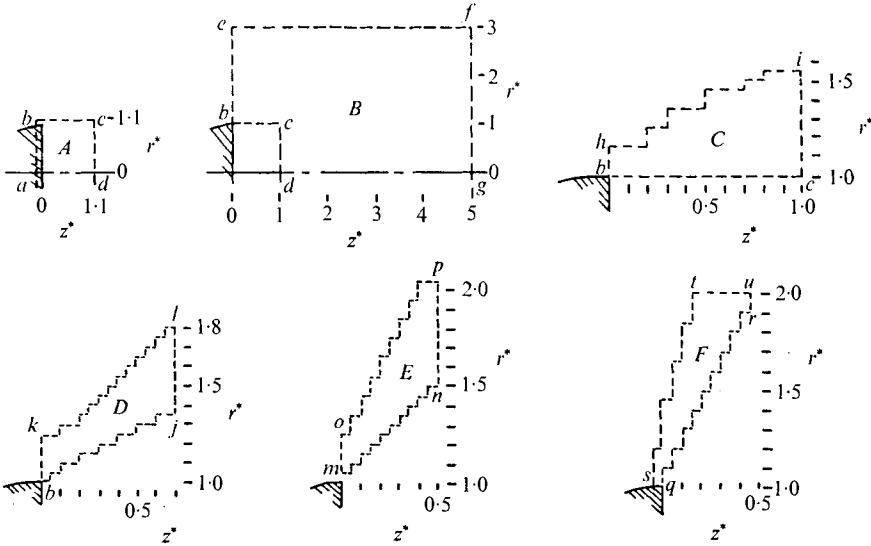 b c 1·1 r*
A
a d 0
0 1·1
z*
e f 3
2 r*
B
b c 1
d g 0
0 1 2 3 4 5
z*
i 1·5
h r*
C
b c 1·0
0.5 1.0
z*
l 1·8
k 1·5
D r*
j
b 1·0
0.5
z*
p 2·0
r*
E 1·5
o n
m 1·0
0.5
z*
t u 2·0
r
F r*
1·5
s q 1·0
0.5
z*